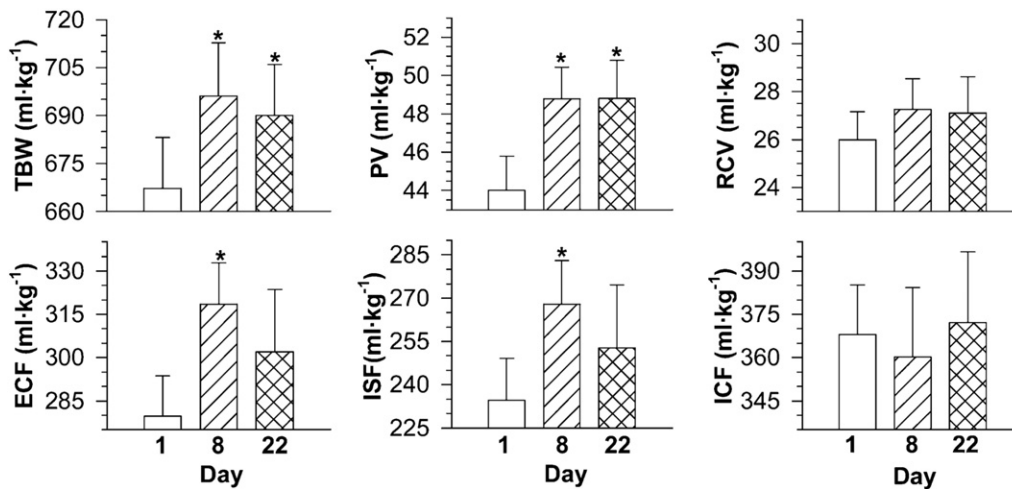 TBW (ml·kg⁻¹)
720
705
690
675
660
*
*
PV (ml·kg⁻¹)
52
50
48
46
44
*
*
RCV (ml·kg⁻¹)
30
28
26
24
ECF (ml·kg⁻¹)
330
315
300
285
*
1 8 22
Day
ISF(ml·kg⁻¹)
285
270
255
240
225
*
1 8 22
Day
ICF (ml·kg⁻¹)
390
375
360
345
1 8 22
Day